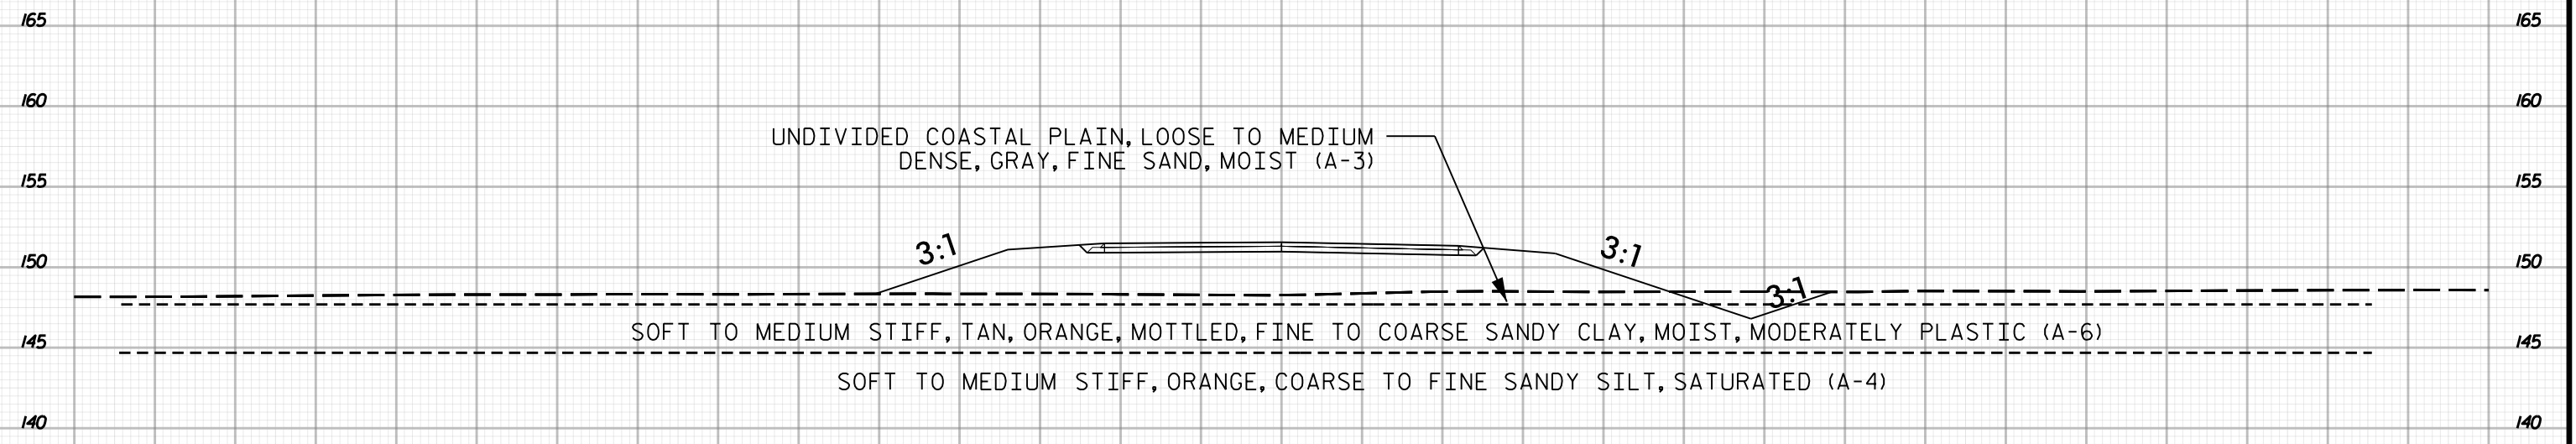 165 165
160 160
UNDIVIDED COASTAL PLAIN, LOOSE TO MEDIUM
DENSE, GRAY, FINE SAND, MOIST (A-3)
155 155
3:1 3:1
150 150
3:1
SOFT TO MEDIUM STIFF, TAN, ORANGE, MOTTLED, FINE TO COARSE SANDY CLAY, MOIST, MODERATELY PLASTIC (A-6)
145 145
SOFT TO MEDIUM STIFF, ORANGE, COARSE TO FINE SANDY SILT, SATURATED (A-4)
140 140